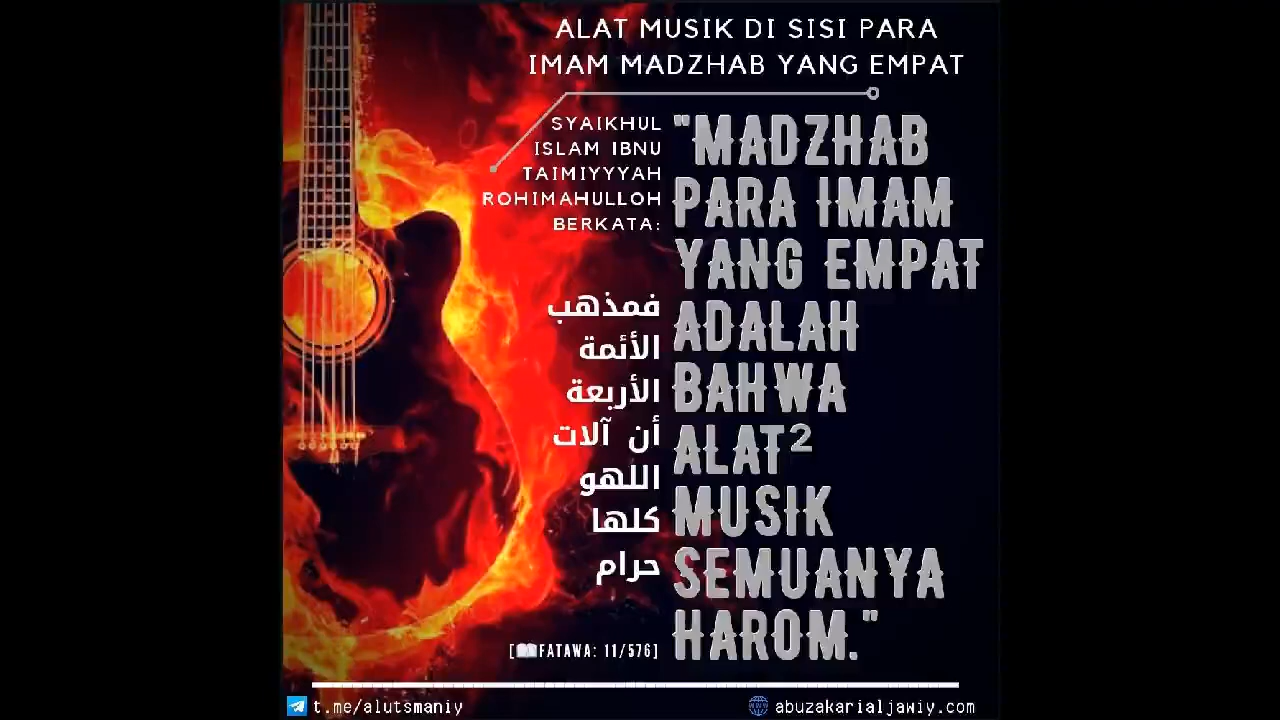 ALAT MUSIK DI SISI PARA
IMAM MADZHAB YANG EMPAT
SYAIKHUL
ISLAM IBNU
TAIMIYYYAH
ROHIMAHULLOH
BERKATA:
فمذهب
الأئمة
الأربعة
أن آلات
اللهو
كلها
حرام
[📖FATAWA: 11/576]
"MADZHAB
PARA IMAM
YANG EMPAT
ADALAH
BAHWA
ALAT²
MUSIK
SEMUANYA
HAROM."
t.me/alutsmaniy
abuzakarialjawiy.com